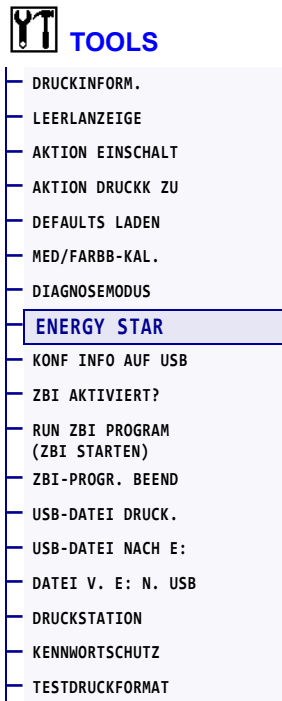 TOOLS
DRUCKINFORM.
LEERLANZEIGE
AKTION EINSCHALT
AKTION DRUCKK ZU
DEFAULTS LADEN
MED/FARBB-KAL.
DIAGNOSEMODUS
ENERGY STAR
KONF INFO AUF USB
ZBI AKTIVIERT?
RUN ZBI PROGRAM
(ZBI STARTEN)
ZBI-PROGR. BEEND
USB-DATEI DRUCK.
USB-DATEI NACH E:
DATEI V. E: N. USB
DRUCKSTATION
KENNWORTSCHUTZ
TESTDRUCKFORMAT